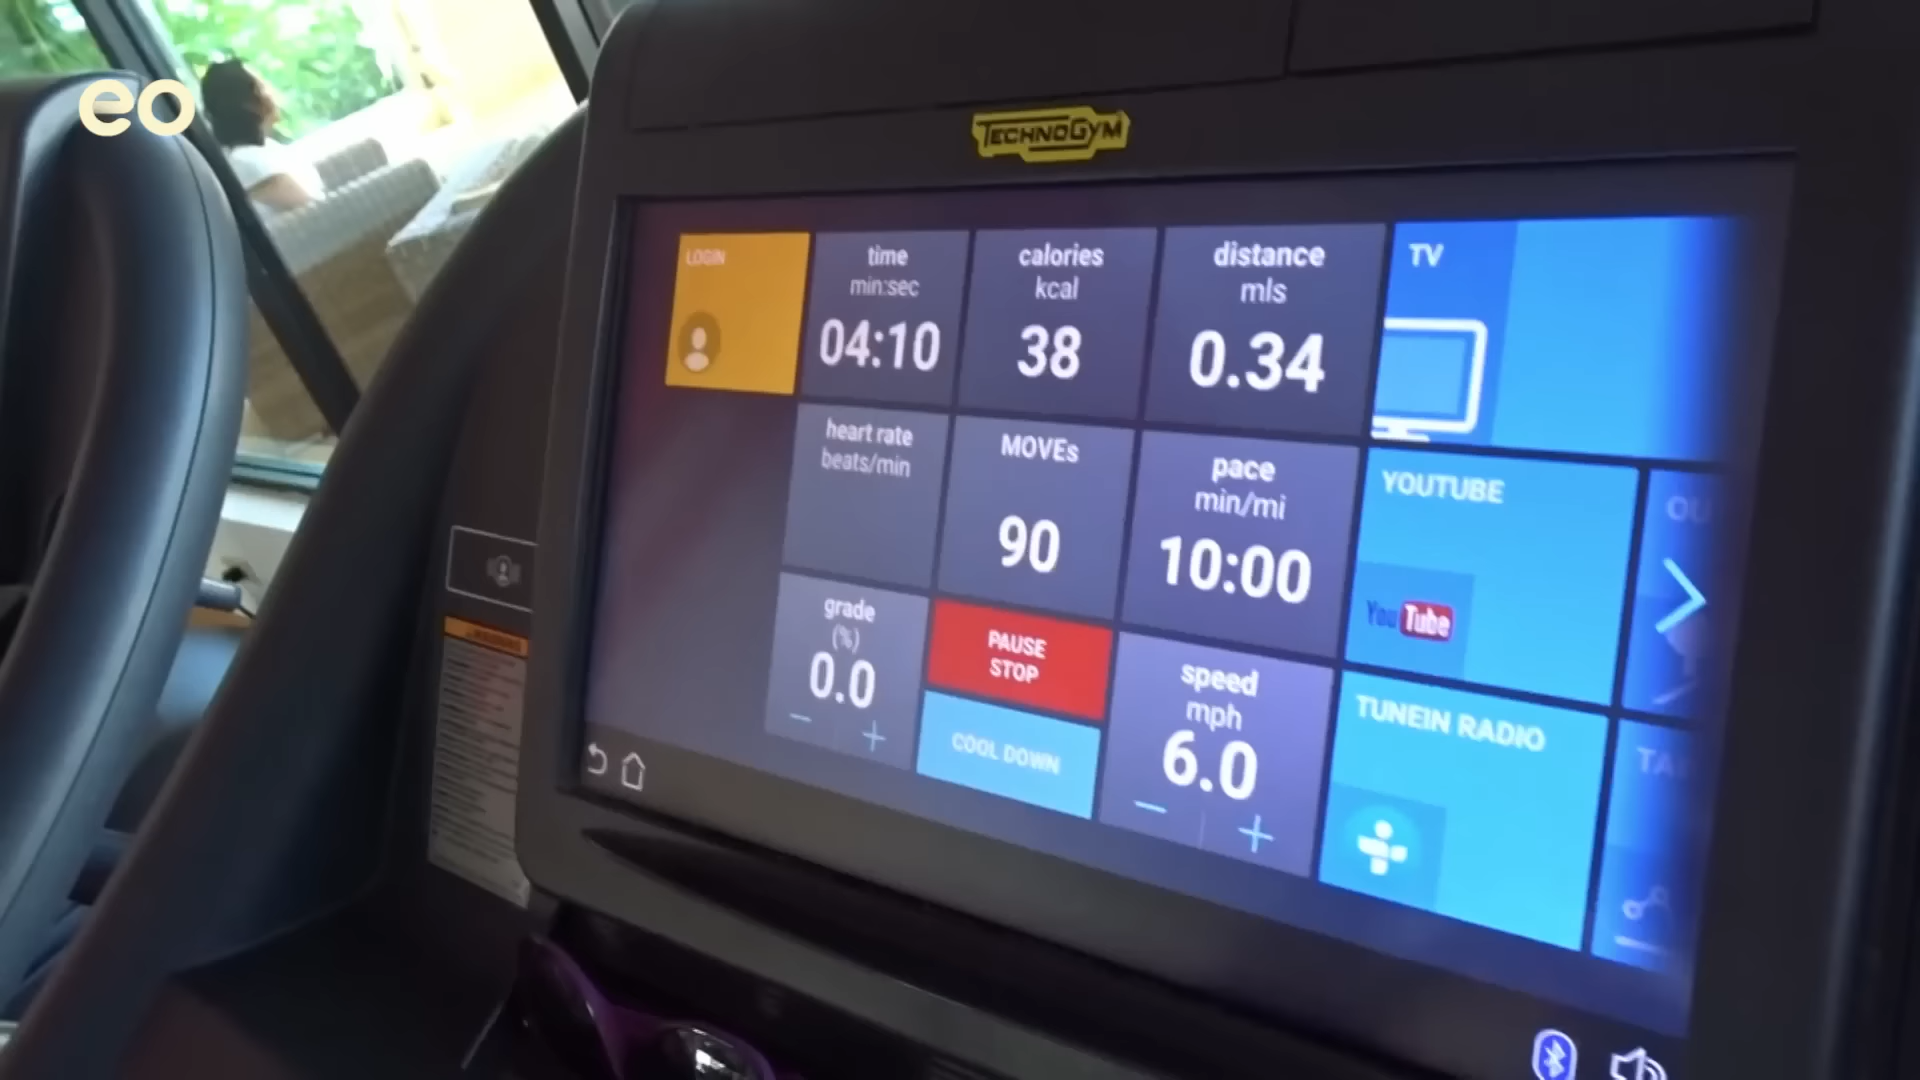 eo
TECHNOGYM
LOGIN
time
min:sec
04:10
calories
kcal
38
distance
mls
0.34
TV
heart rate
beats/min
MOVEs
90
pace
min/mi
10:00
YOUTUBE
YouTube
grade
(%)
0.0
PAUSE
STOP
COOL DOWN
speed
mph
6.0
TUNEIN RADIO